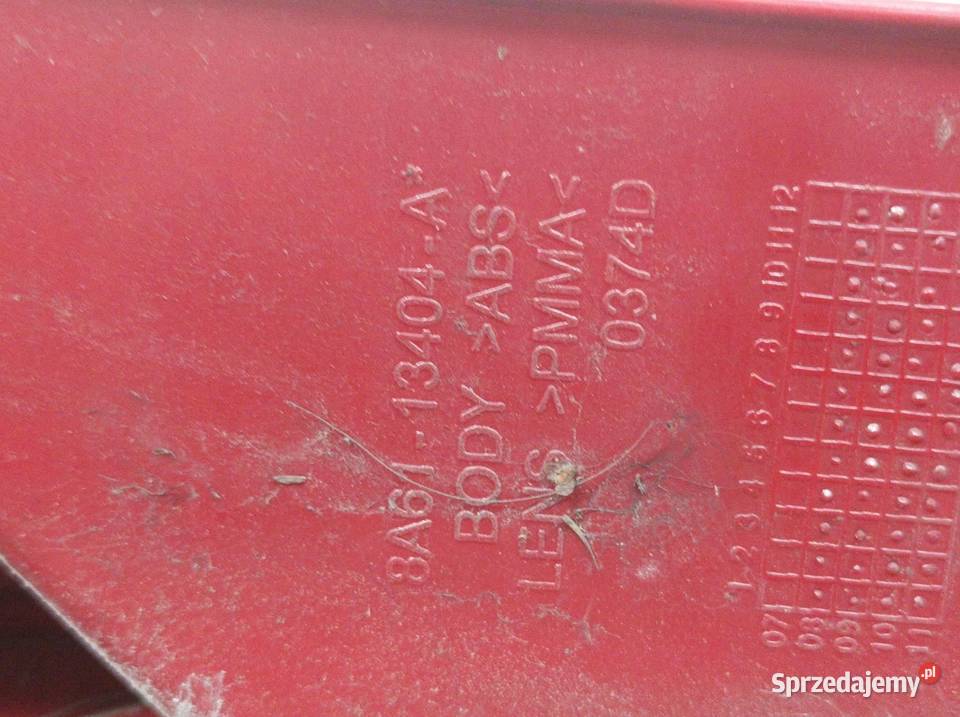 8A61-13404-A*
BODY >ABS<
LENS >PMMA<
0374D
1 2 3 4 5 6 7 8 9 10 11 12
07
08
09
10
11
Sprzedajemy.pl